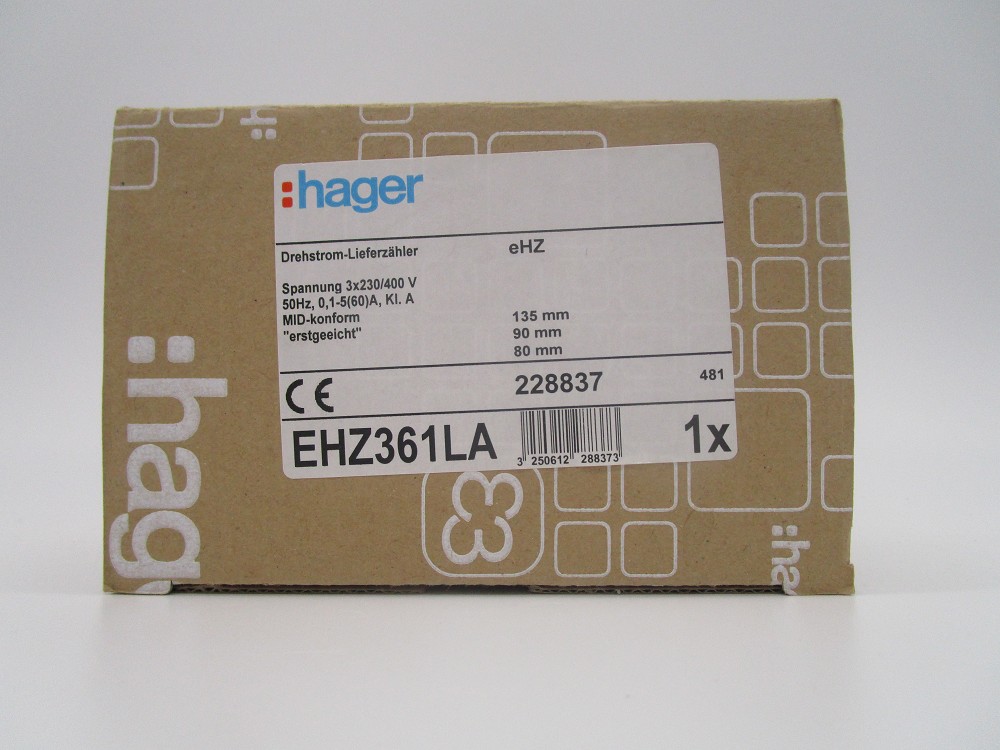 :hager
Drehstrom-Lieferzähler eHZ
Spannung 3x230/400 V
50Hz, 0,1-5(60)A, Kl. A
MID-konform 135 mm
"erstgeeicht" 90 mm
80 mm
CE 228837 481
EHZ361LA 1x
3 250612 288373
:hag
:ha